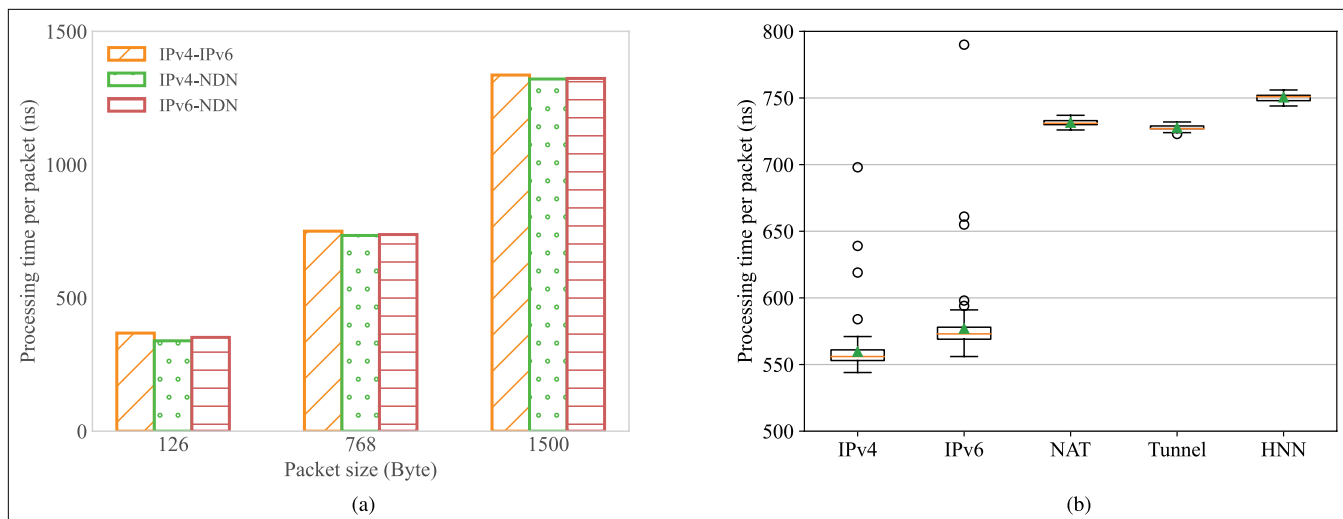 1500
1000
500
0
Processing time per packet (ns)
IPv4-IPv6
IPv4-NDN
IPv6-NDN
126 768 1500
Packet size (Byte)
(a)
800
750
700
650
600
550
500
Processing time per packet (ns)
IPv4 IPv6 NAT Tunnel HNN
(b)